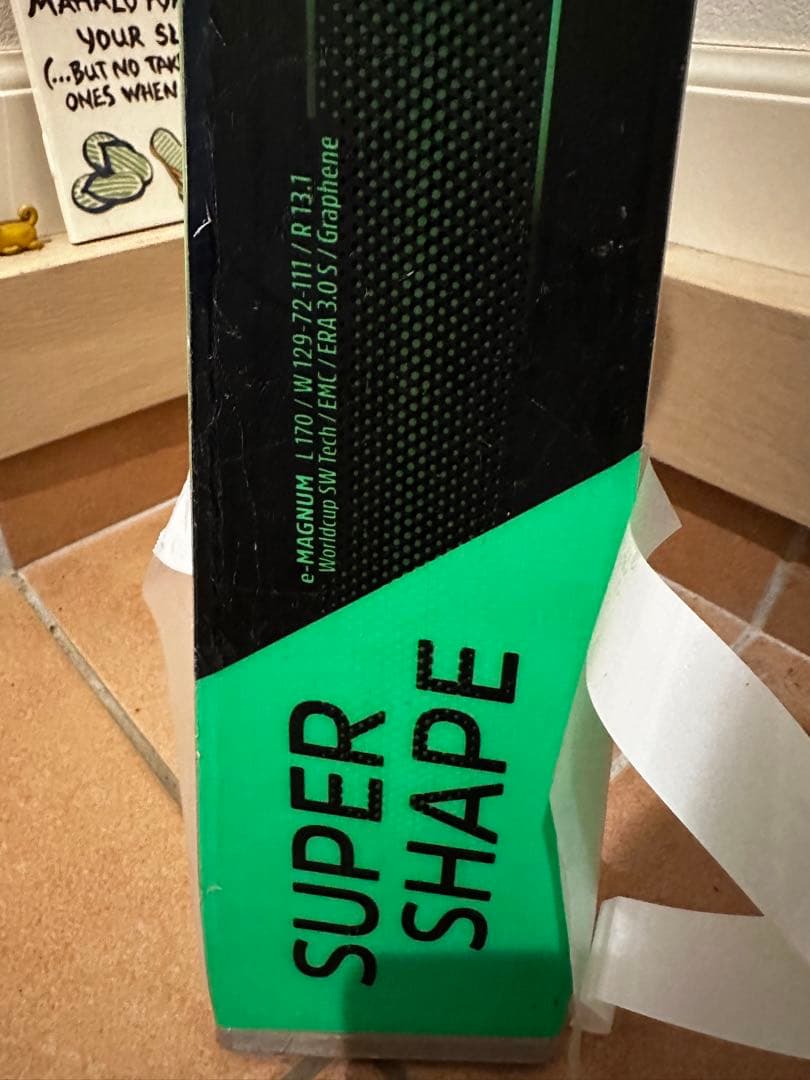 YOUR
(...BUT NO
ONES WHEN
e-MAGNUM L 170 / W 129-72-111 / R 13.1
Worldcup SW Tech / EMC / ERA 3.0 S / Graphene
SUPER
SHAPE